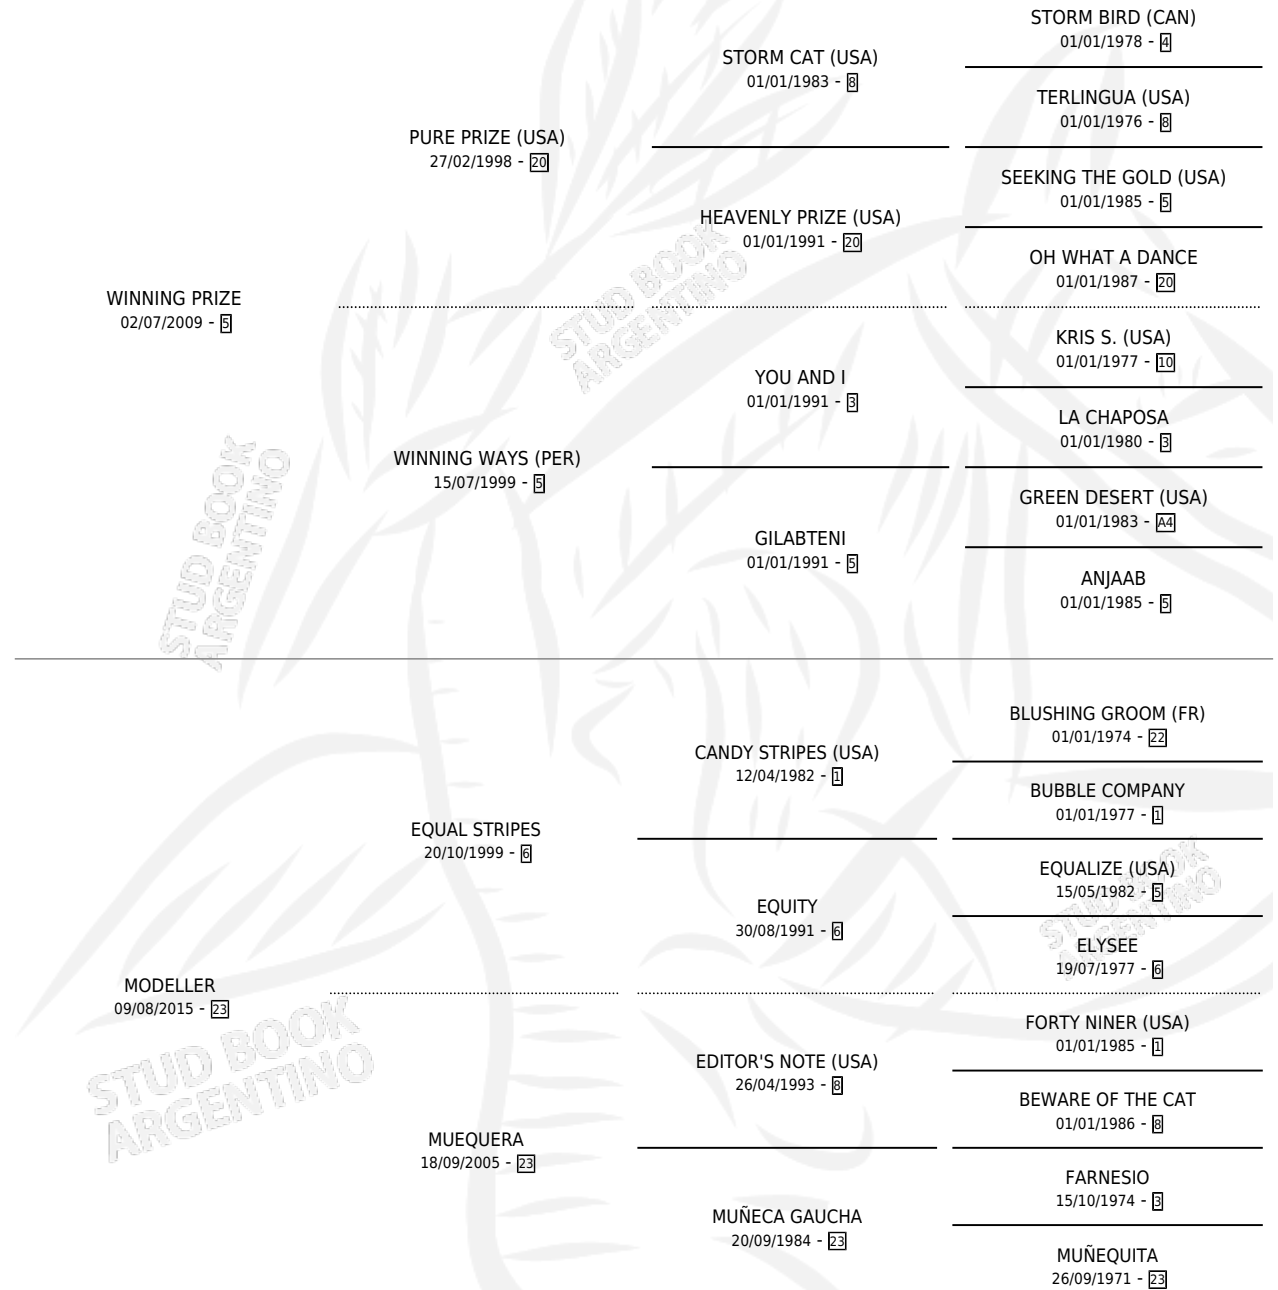 STORM BIRD (CAN)
01/01/1978 - 4
STORM CAT (USA)
01/01/1983 - 8
TERLINGUA (USA)
01/01/1976 - 8
PURE PRIZE (USA)
27/02/1998 - 20
SEEKING THE GOLD (USA)
01/01/1985 - 5
HEAVENLY PRIZE (USA)
01/01/1991 - 20
OH WHAT A DANCE
01/01/1987 - 20
WINNING PRIZE
02/07/2009 - 5
KRIS S. (USA)
01/01/1977 - 10
YOU AND I
01/01/1991 - 3
LA CHAPOSA
01/01/1980 - 3
WINNING WAYS (PER)
15/07/1999 - 5
GREEN DESERT (USA)
01/01/1983 - A4
GILABTENI
01/01/1991 - 5
ANJAAB
01/01/1985 - 5
BLUSHING GROOM (FR)
01/01/1974 - 22
CANDY STRIPES (USA)
12/04/1982 - 1
BUBBLE COMPANY
01/01/1977 - 1
EQUAL STRIPES
20/10/1999 - 6
EQUALIZE (USA)
15/05/1982 - 5
EQUITY
30/08/1991 - 6
ELYSEE
19/07/1977 - 6
MODELLER
09/08/2015 - 23
FORTY NINER (USA)
01/01/1985 - 1
EDITOR'S NOTE (USA)
26/04/1993 - 8
BEWARE OF THE CAT
01/01/1986 - 8
MUEQUERA
18/09/2005 - 23
FARNESIO
15/10/1974 - 3
MUÑECA GAUCHA
20/09/1984 - 23
MUÑEQUITA
26/09/1971 - 23
STUD BOOK
ARGENTINO
STUD BOOK
ARGENTINO
STUD BOOK
ARGENTINO
STUD BOOK
ARGENTINO